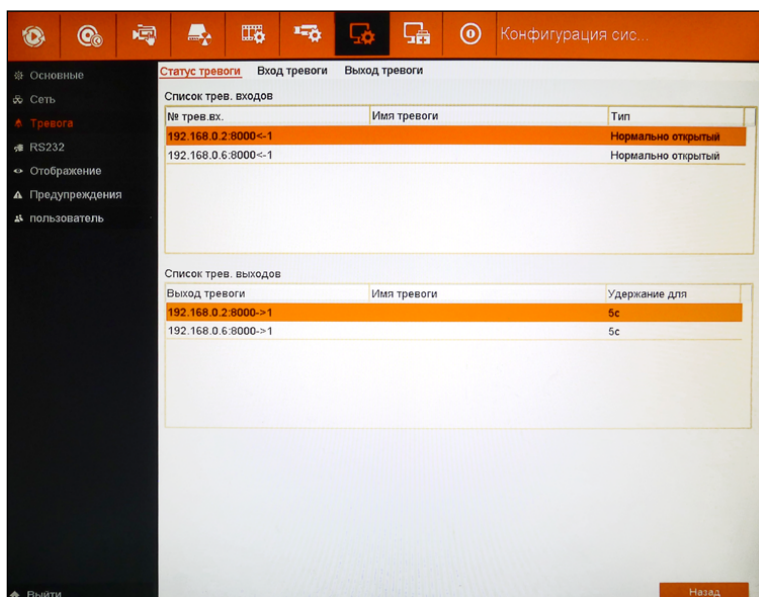 Конфигурация сис...
Основные
Сеть
Тревога
RS232
Отображение
Предупреждения
пользователь
Выйти
Статус тревоги Вход тревоги Выход тревоги
Список трев. входов
№ трев.вх. Имя тревоги Тип
192.168.0.2:8000<-1 Нормально открытый
192.168.0.6:8000<-1 Нормально открытый
Список трев. выходов
Выход тревоги Имя тревоги Удержание для
192.168.0.2:8000->1 5с
192.168.0.6:8000->1 5с
Назад